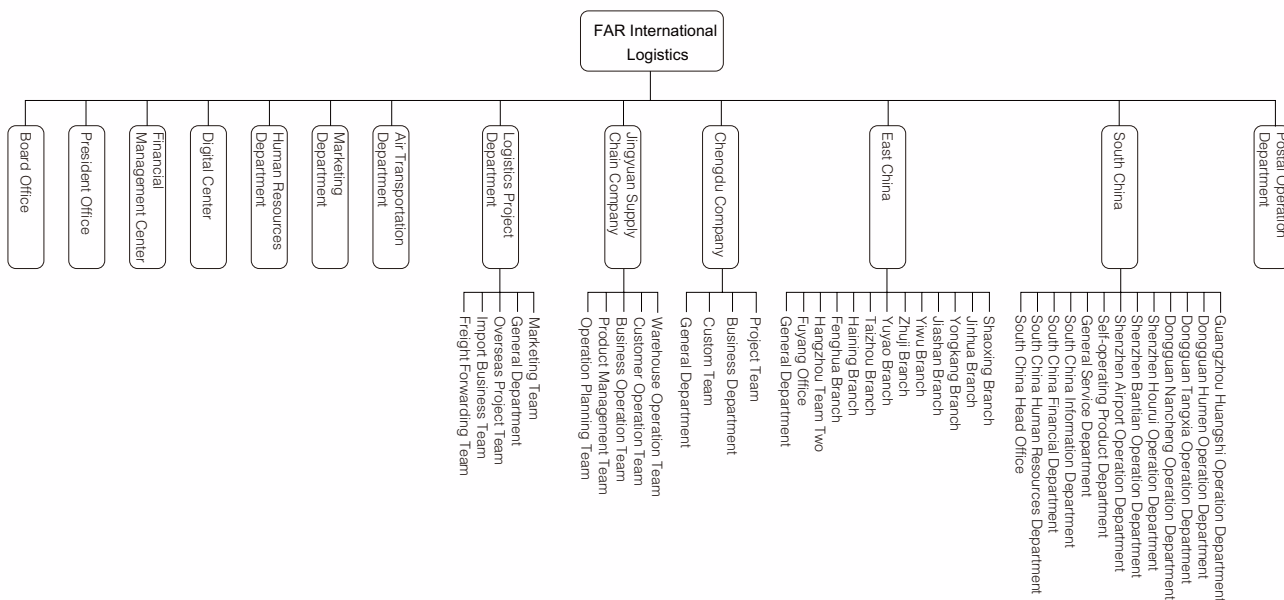 FAR International
Logistics
Board Office
President Office
Financial
Management Center
Digital Center
Human Resources
Department
Marketing
Department
Air Transportation
Department
Logistics Project
Department
Jingyuan Supply
Chain Company
Chengdu Company
East China
South China
Postal Operation
Department
Freight Forwarding Team
Import Business Team
Overseas Project Team
General Department
Marketing Team
Operation Planning Team
Product Management Team
Business Operation Team
Customer Operation Team
Warehouse Operation Team
General Department
Custom Team
Business Department
Project Team
General Department
Fuyang Office
Hangzhou Team Two
Fenghua Branch
Haining Branch
Taizhou Branch
Yuyao Branch
Zhuji Branch
Yiwu Branch
Jiashan Branch
Yongkang Branch
Jinhua Branch
Shaoxing Branch
South China Head Office
South China Human Resources Department
South China Financial Department
South China Information Department
General Service Department
Self-operating Product Department
Shenzhen Airport Operation Department
Shenzhen Bantian Operation Department
Shenzhen Hourui Operation Department
Dongguan Nancheng Operation Department
Dongguan Tangxia Operation Department
Dongguan Humen Operation Department
Guangzhou Huangshi Operation Department